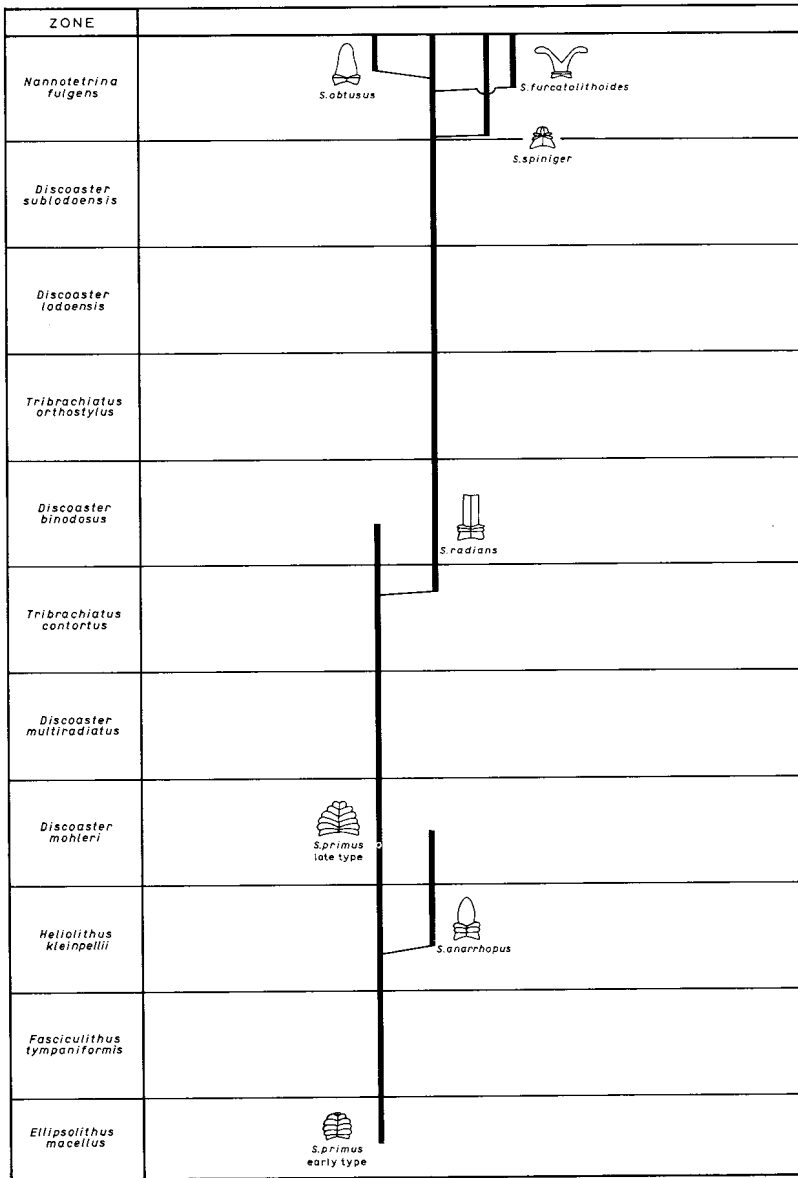 ZONE
Nannotetrina
fulgens
S.obtusus
S.furcatolithoides
S.spiniger
Discoaster
sublodoensis
Discoaster
lodoensis
Tribrachiatus
orthostylus
Discoaster
binodosus
S.radians
Tribrachiatus
contortus
Discoaster
multiradiatus
Discoaster
mohleri
S.primus
late type
Heliolithus
kleinpellii
S.anarrhopus
Fasciculithus
tympaniformis
Ellipsolithus
macellus
S.primus
early type